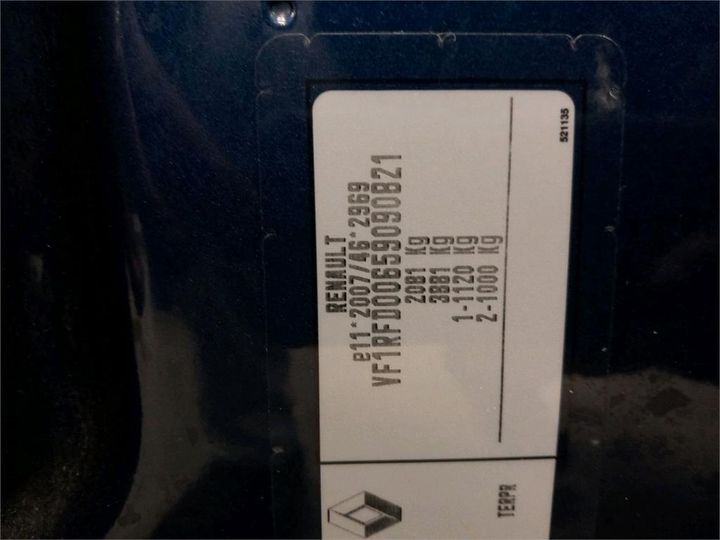 RENAULT
e11*2007/46*2969
VF1RFD00659090821
2081 Kg
3881 Kg
1-1120 Kg
2-1000 Kg
521135
TERPR